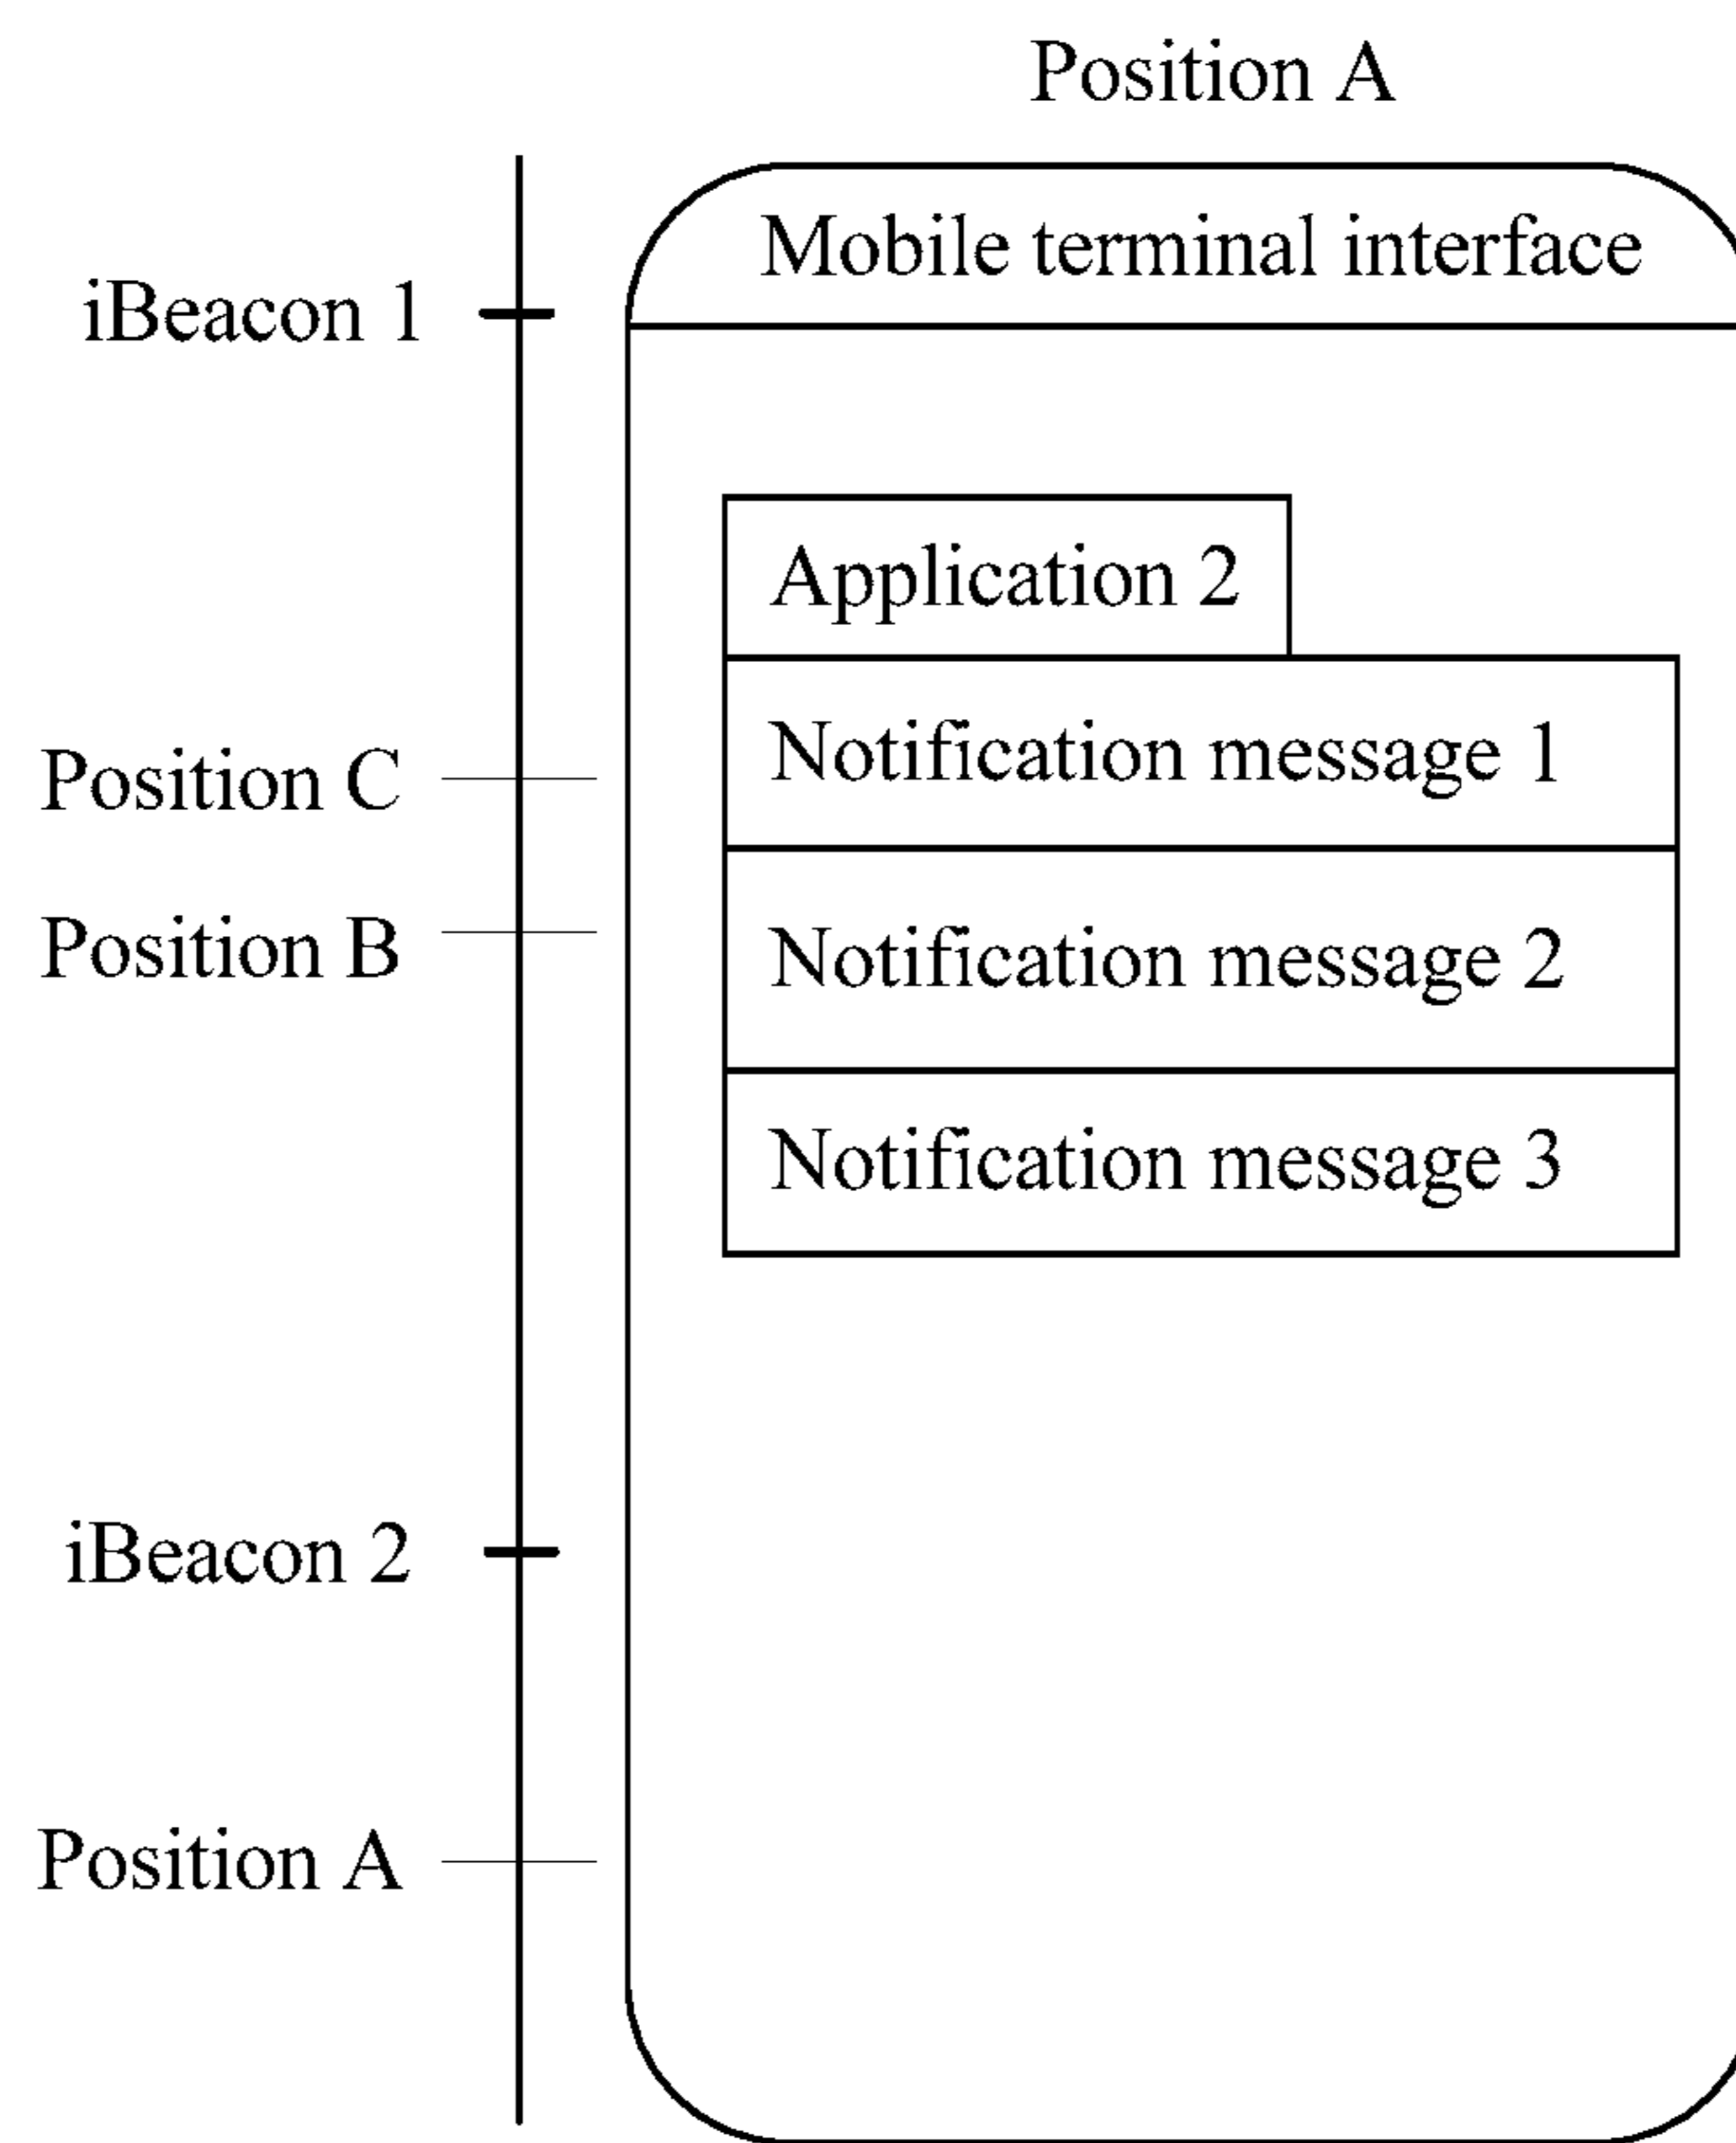 Position A
Mobile terminal interface
iBeacon 1
Application 2
Notification message 1
Position C
Notification message 2
Position B
Notification message 3
iBeacon 2
Position A